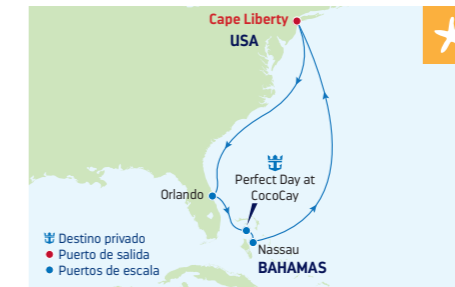 Cape Liberty
USA
Perfect Day at
CocoCay
Orlando
Nassau
BAHAMAS
Destino privado
Puerto de salida
Puertos de escala